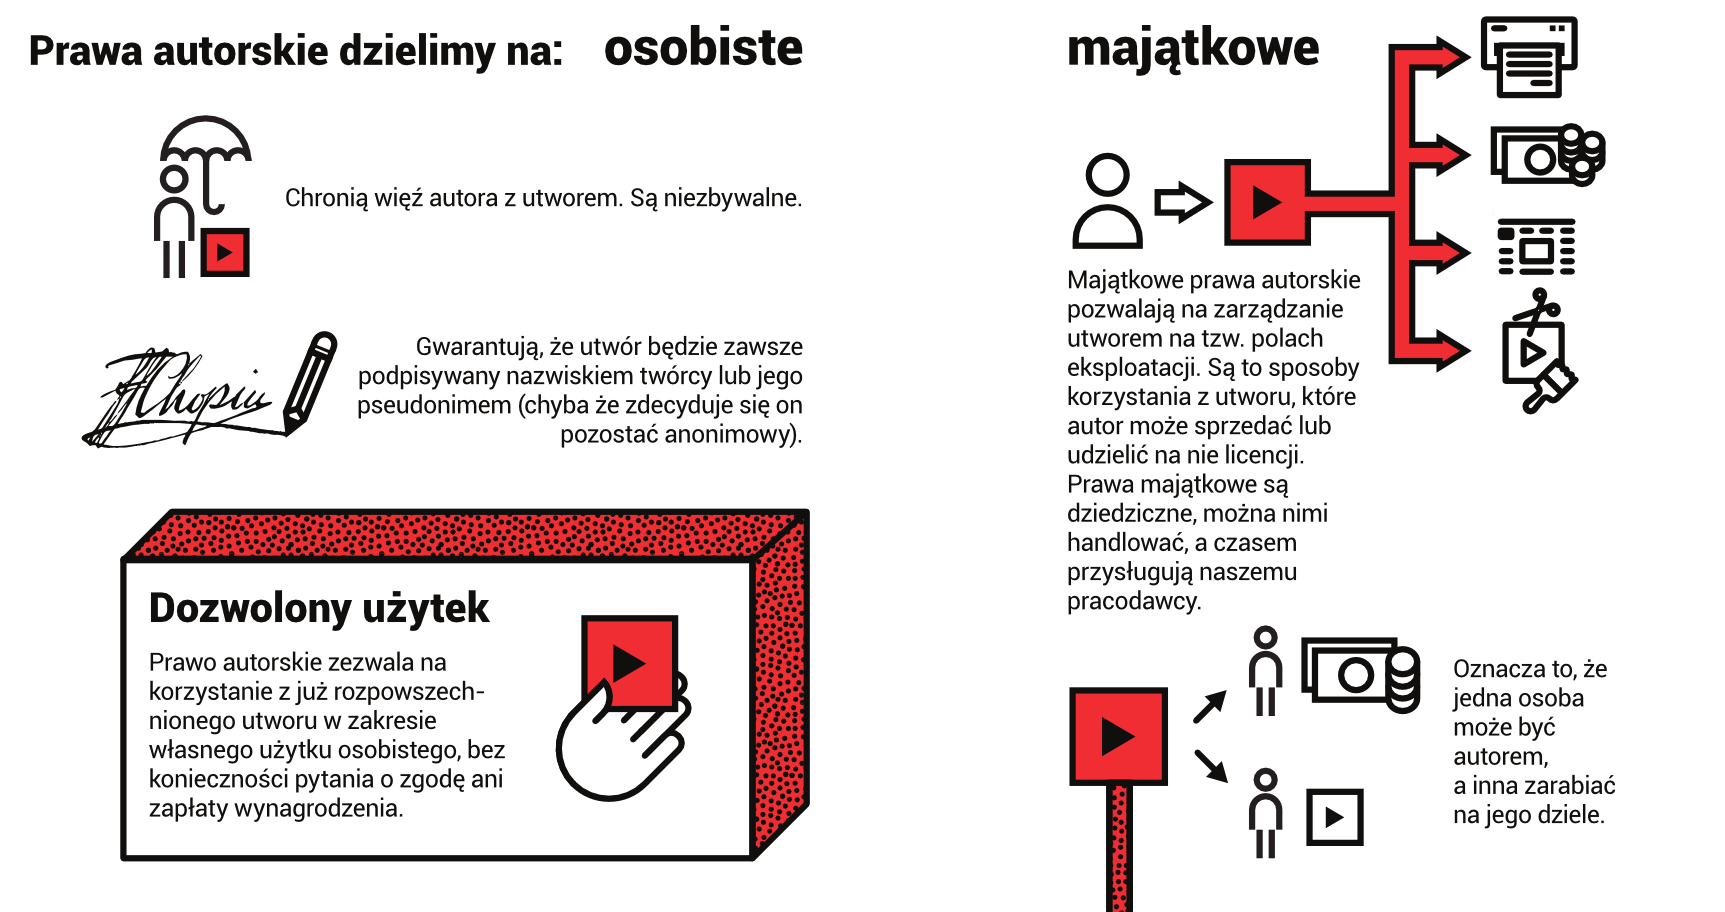 Prawa autorskie dzielimy na: osobiste
Chronią więź autora z utworem. Są niezbywalne.
Chopin
Gwarantują, że utwór będzie zawsze
podpisywany nazwiskiem twórcy lub jego
pseudonimem (chyba że zdecyduje się on
pozostać anonimowy).
Dozwolony użytek
Prawo autorskie zezwala na
korzystanie z już rozpowszech-
nionego utworu w zakresie
własnego użytku osobistego, bez
konieczności pytania o zgodę ani
zapłaty wynagrodzenia.
majątkowe
Majątkowe prawa autorskie
pozwalają na zarządzanie
utworem na tzw. polach
eksploatacji. Są to sposoby
korzystania z utworu, które
autor może sprzedać lub
udzielić na nie licencji.
Prawa majątkowe są
dziedziczne, można nimi
handlować, a czasem
przysługują naszemu
pracodawcy.
Oznacza to, że
jedna osoba
może być
autorem,
a inna zarabiać
na jego dziele.